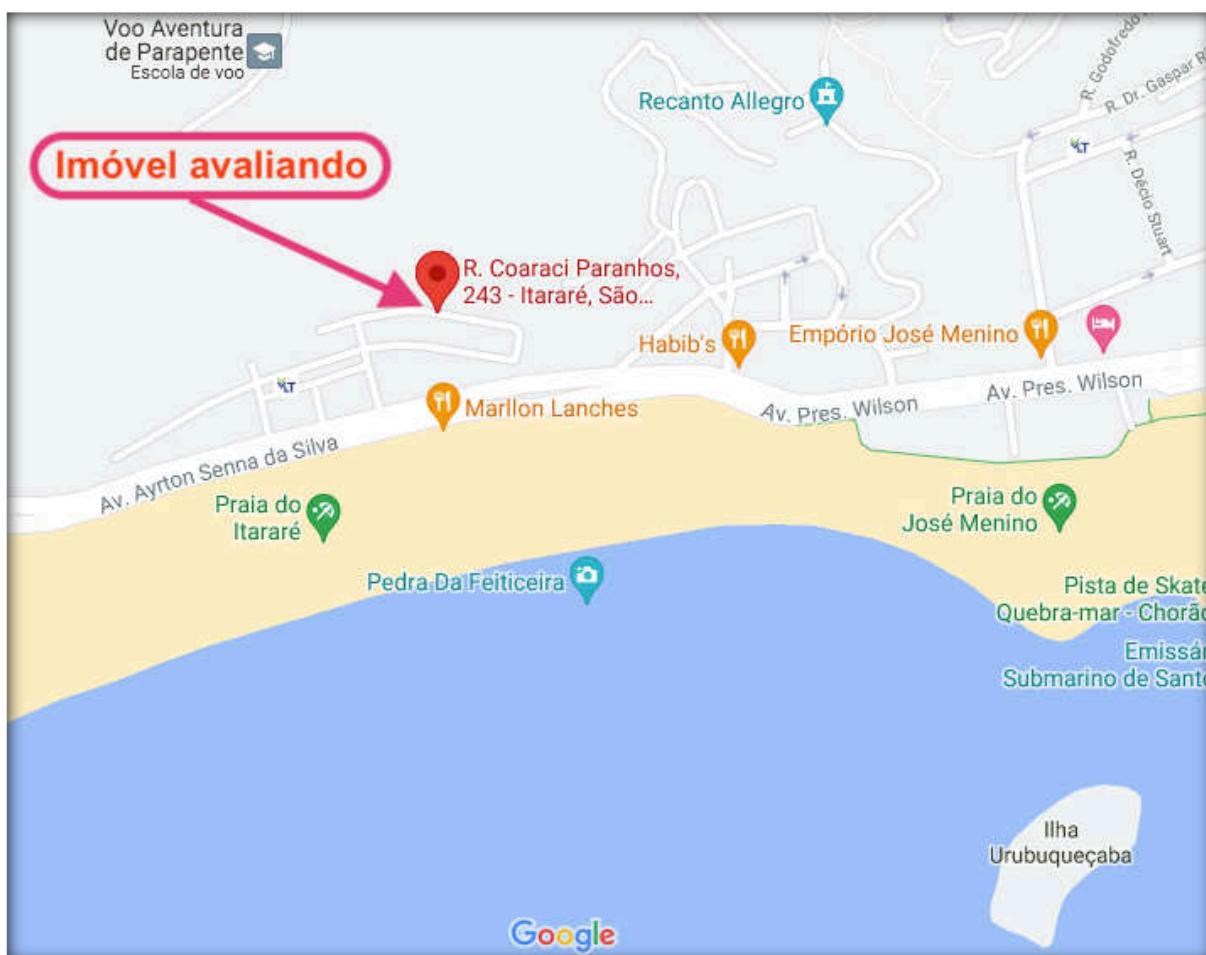 Voo Aventura
de Parapente
Escola de voo
Recanto Allegro
R. Godofredo
R. Dr. Gaspar R
VLT
R. Décio Stuart
Imóvel avaliando
R. Coaraci Paranhos,
243 - Itararé, São...
Habib's
Empório José Menino
VLT
Marllon Lanches
Av. Pres. Wilson
Av. Pres. Wilson
Av. Ayrton Senna da Silva
Praia do
Itararé
Praia do
José Menino
Pedra Da Feiticeira
Pista de Skate
Quebra-mar - Chorão
Emissár
Submarino de Santo
Ilha
Urubuqueçaba
Google